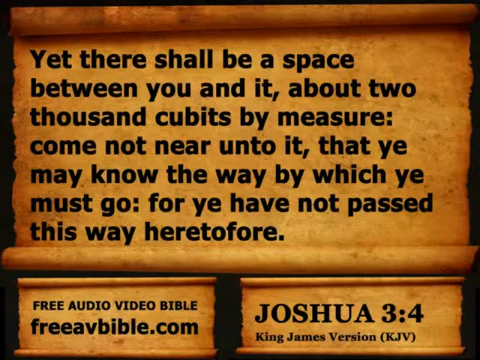 Yet there shall be a space
between you and it, about two
thousand cubits by measure:
come not near unto it, that ye
may know the way by which ye
must go: for ye have not passed
this way heretofore.
FREE AUDIO VIDEO BIBLE
freeavbible.com
JOSHUA 3:4
King James Version (KJV)